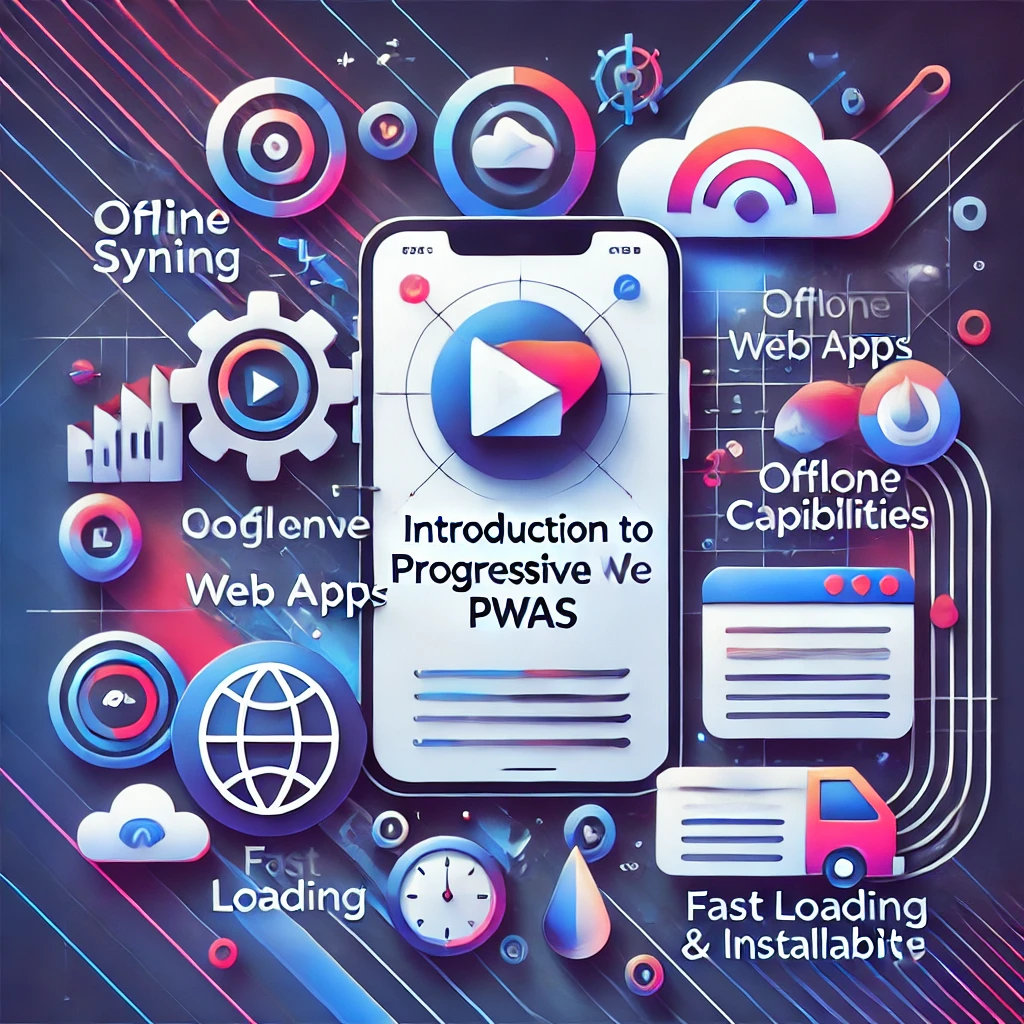 Offline
Syning
Offlone
Web Apps
Offlone
Capibilities
Ooglenve
Web Apps
Introduction to
Progressive We
PWAS
Fast
Loading
Fast Loading
& Installabite